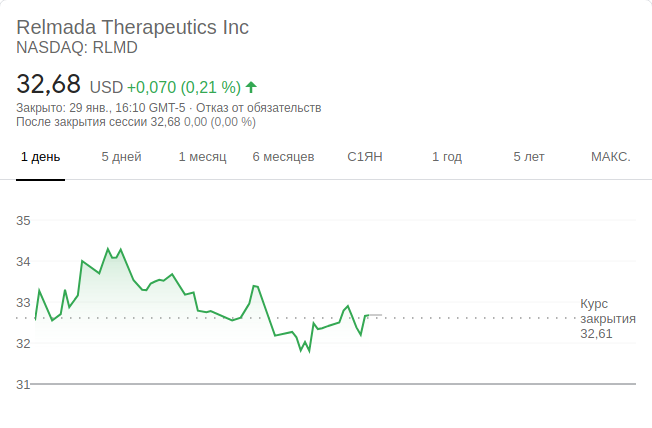 Relmada Therapeutics Inc
NASDAQ: RLMD
32,68 USD +0,070 (0,21 %)
Закрыто: 29 янв., 16:10 GMT-5 · Отказ от обязательств
После закрытия сессии 32,68 0,00 (0,00 %)
1 день 5 дней 1 месяц 6 месяцев С1ЯН 1 год 5 лет МАКС.
35
34
33
Курс
закрытия
32,61
32
31